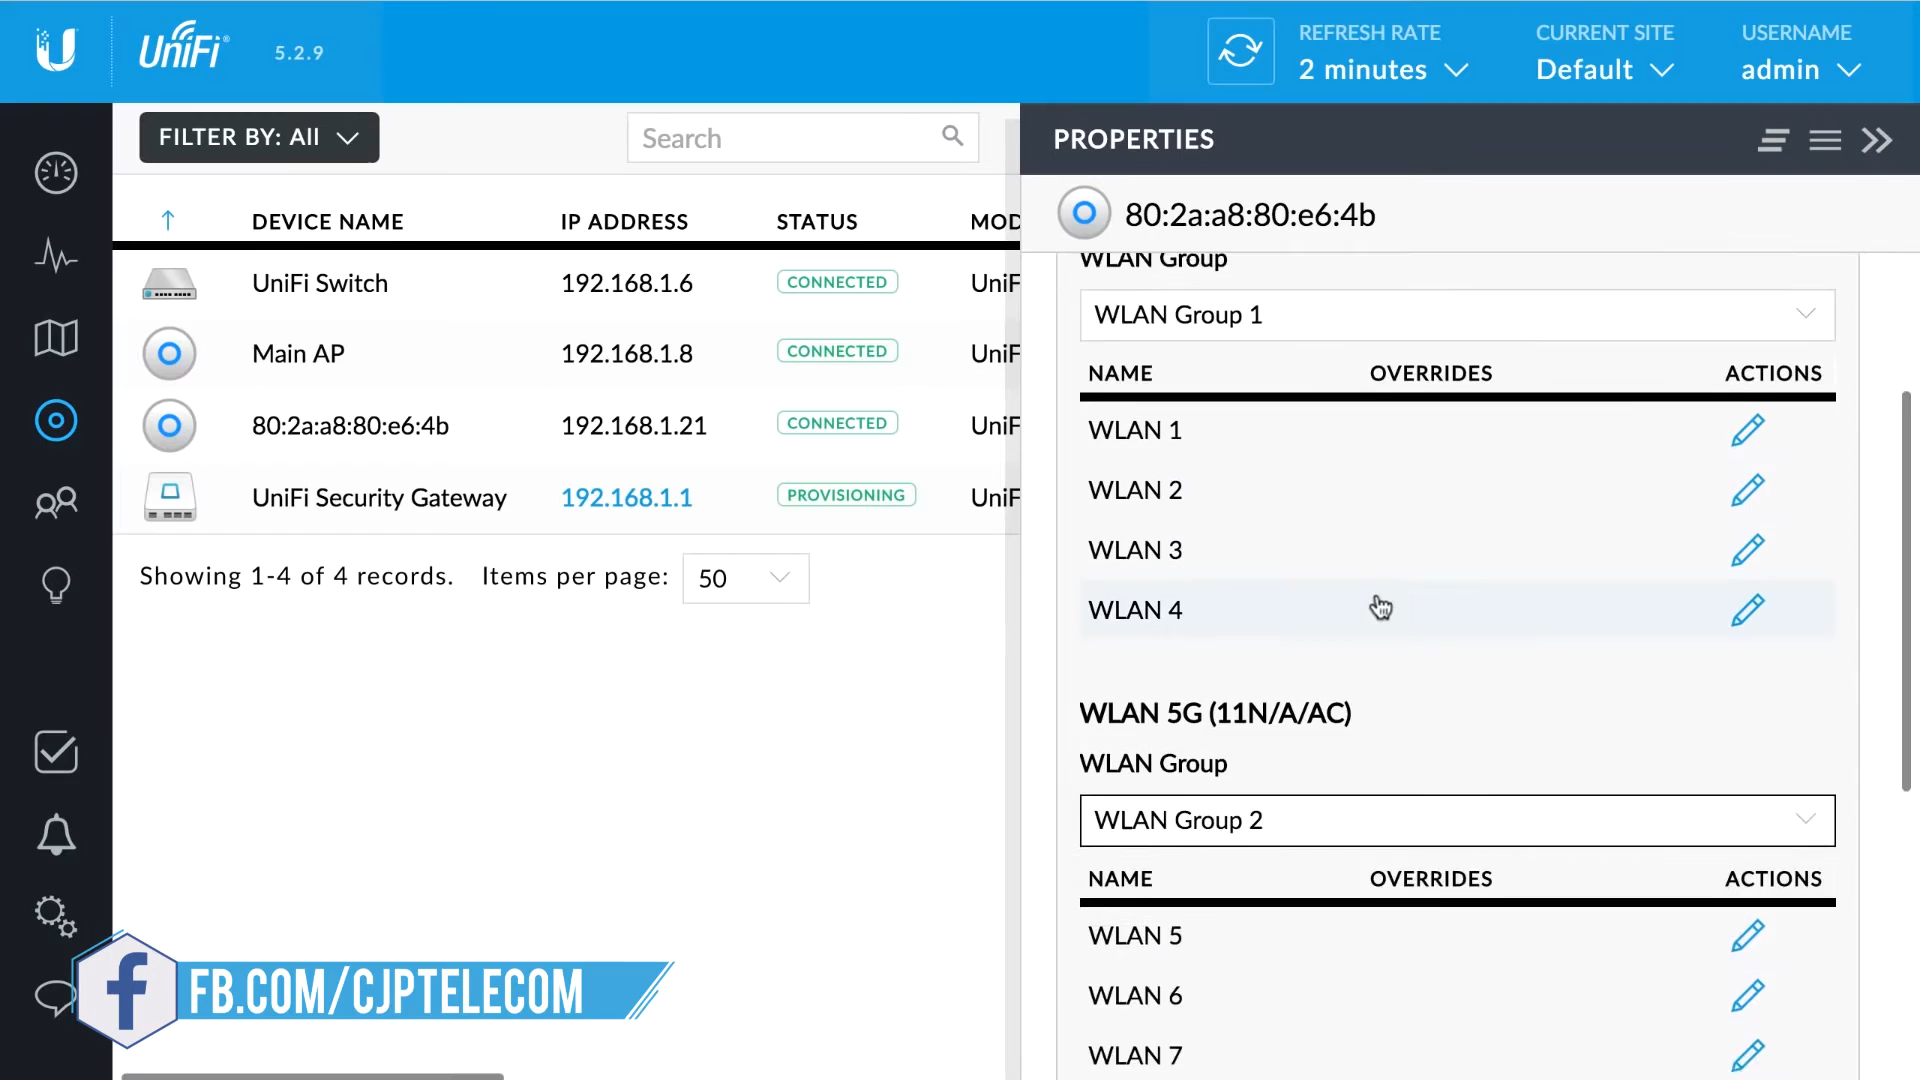 UniFi 5.2.9
REFRESH RATE
2 minutes
CURRENT SITE
Default
USERNAME
admin
FILTER BY: All
Search
DEVICE NAME IP ADDRESS STATUS MOD
UniFi Switch 192.168.1.6 CONNECTED UniF
Main AP 192.168.1.8 CONNECTED UniF
80:2a:a8:80:e6:4b 192.168.1.21 CONNECTED UniF
UniFi Security Gateway 192.168.1.1 PROVISIONING UniF
Showing 1-4 of 4 records. Items per page: 50
PROPERTIES
80:2a:a8:80:e6:4b
WLAN Group
WLAN Group 1
NAME OVERRIDES ACTIONS
WLAN 1
WLAN 2
WLAN 3
WLAN 4
WLAN 5G (11N/A/AC)
WLAN Group
WLAN Group 2
NAME OVERRIDES ACTIONS
WLAN 5
WLAN 6
WLAN 7
FB.COM/CJPTELECOM